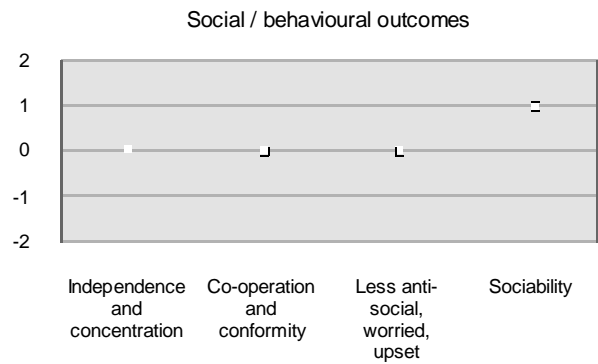 Social / behavioural outcomes
2
1
0
-1
-2
Independence
and
concentration
Co-operation
and
conformity
Less anti-
social,
worried,
upset
Sociability